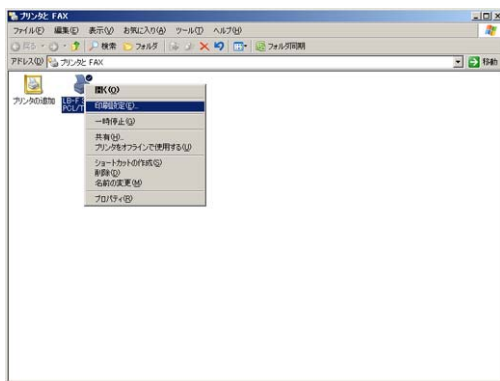 プリンタと FAX
ファイル(F) 編集(E) 表示(V) お気に入り(A) ツール(T) ヘルプ(H)
戻る 検索 フォルダ フォルダ同期
アドレス(D) プリンタと FAX 移動
プリンタの追加
LB-F
PCL/T
開く(O)
印刷設定(E)...
一時停止(G)
共有(H)...
プリンタをオフラインで使用する(U)
ショートカットの作成(S)
削除(D)
名前の変更(M)
プロパティ(R)